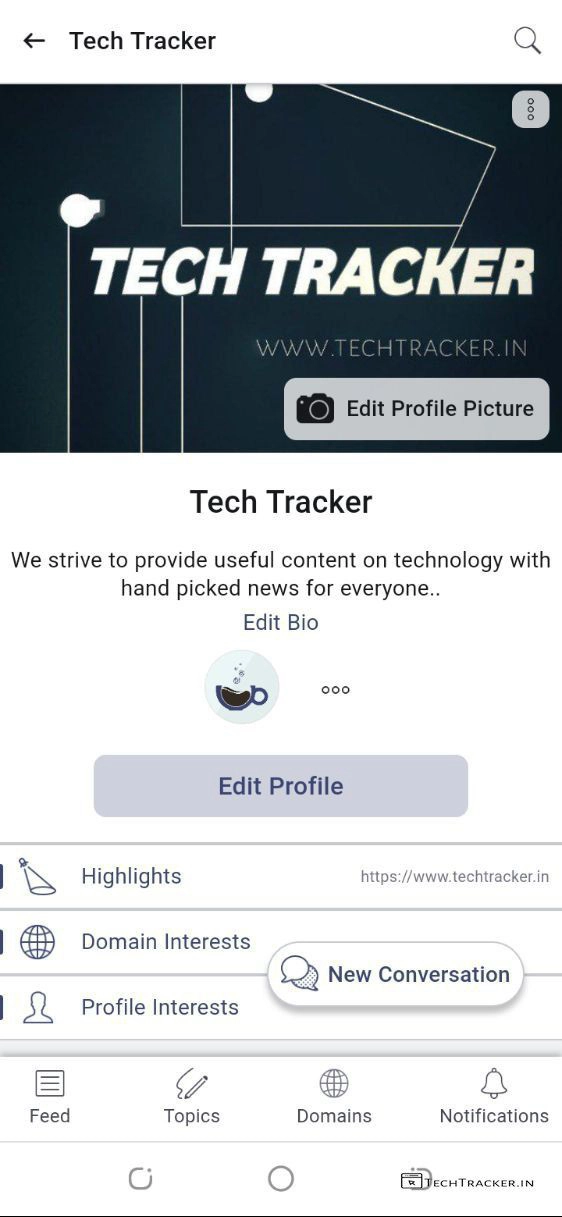 Tech Tracker
TECH TRACKER
WWW.TECHTRACKER.IN
Edit Profile Picture
Tech Tracker
We strive to provide useful content on technology with
hand picked news for everyone..
Edit Bio
Edit Profile
Highlights https://www.techtracker.in
Domain Interests
New Conversation
Profile Interests
Feed Topics Domains Notifications
TECHTRACKER.IN